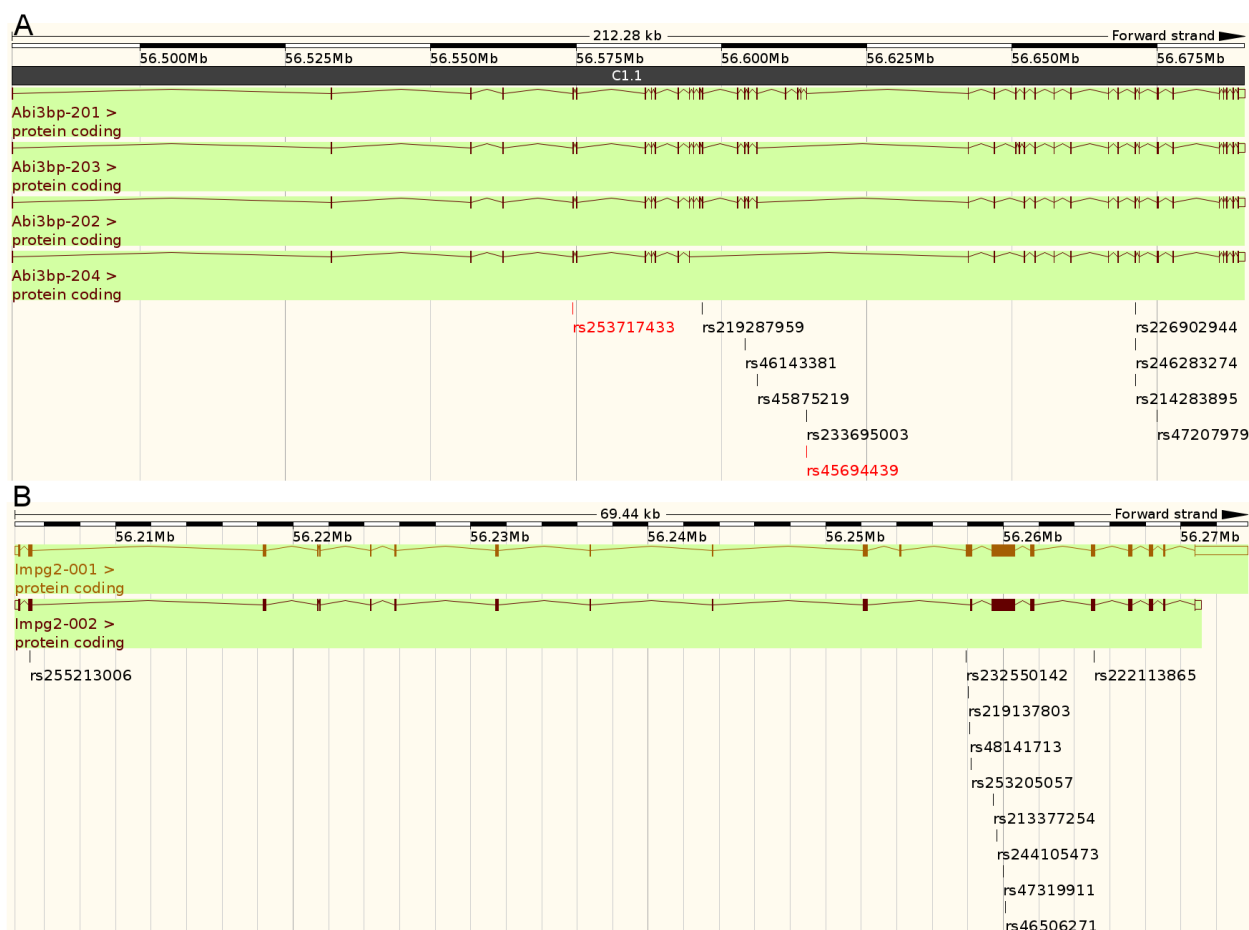 A
212.28 kb Forward strand
56.500Mb 56.525Mb 56.550Mb 56.575Mb 56.600Mb 56.625Mb 56.650Mb 56.675Mb
C1.1
Abi3bp-201 >
protein coding
Abi3bp-203 >
protein coding
Abi3bp-202 >
protein coding
Abi3bp-204 >
protein coding
rs253717433 rs219287959 rs226902944
rs46143381 rs246283274
rs45875219 rs214283895
rs233695003 rs47207979
rs45694439
B
69.44 kb Forward strand
56.21Mb 56.22Mb 56.23Mb 56.24Mb 56.25Mb 56.26Mb 56.27Mb
Impg2-001 >
protein coding
Impg2-002 >
protein coding
rs255213006 rs232550142 rs222113865
rs219137803
rs48141713
rs253205057
rs213377254
rs244105473
rs47319911
rs46506271